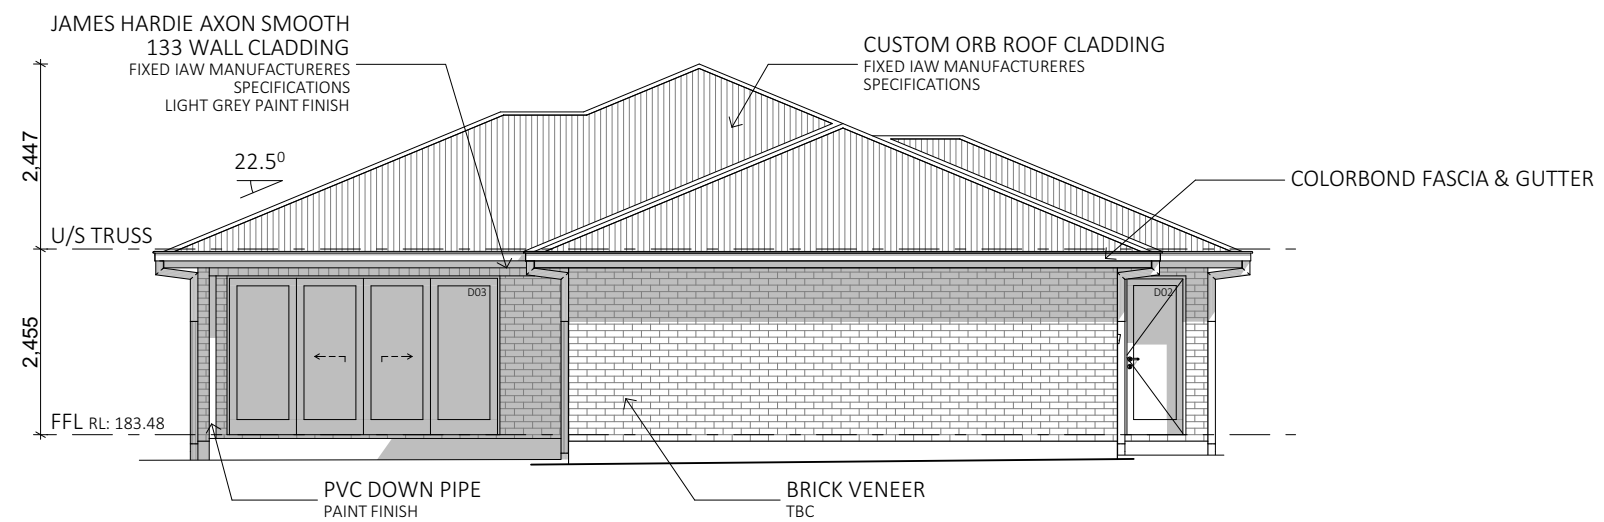 JAMES HARDIE AXON SMOOTH
133 WALL CLADDING
FIXED IAW MANUFACTURERES
SPECIFICATIONS
LIGHT GREY PAINT FINISH
CUSTOM ORB ROOF CLADDING
FIXED IAW MANUFACTURERES
SPECIFICATIONS
2,447
22.5⁰
COLORBOND FASCIA & GUTTER
U/S TRUSS
D03
D02
2,455
FFL RL: 183.48
PVC DOWN PIPE
PAINT FINISH
BRICK VENEER
TBC